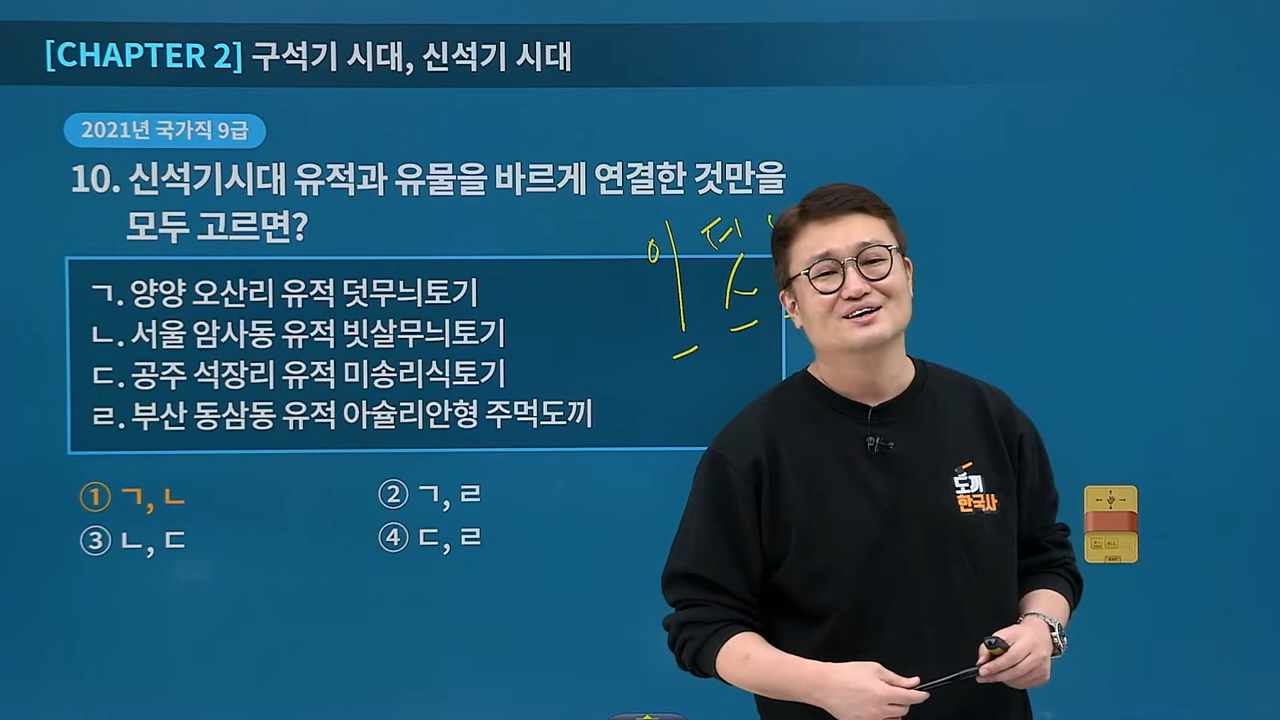 [CHAPTER 2] 구석기 시대, 신석기 시대
2021년 국가직 9급
10. 신석기시대 유적과 유물을 바르게 연결한 것만을
모두 고르면?
ㄱ. 양양 오산리 유적 덧무늬토기
ㄴ. 서울 암사동 유적 빗살무늬토기
ㄷ. 공주 석장리 유적 미송리식토기
ㄹ. 부산 동삼동 유적 아슐리안형 주먹도끼
① ㄱ, ㄴ
② ㄱ, ㄹ
③ ㄴ, ㄷ
④ ㄷ, ㄹ
도끼
한국사
ALL